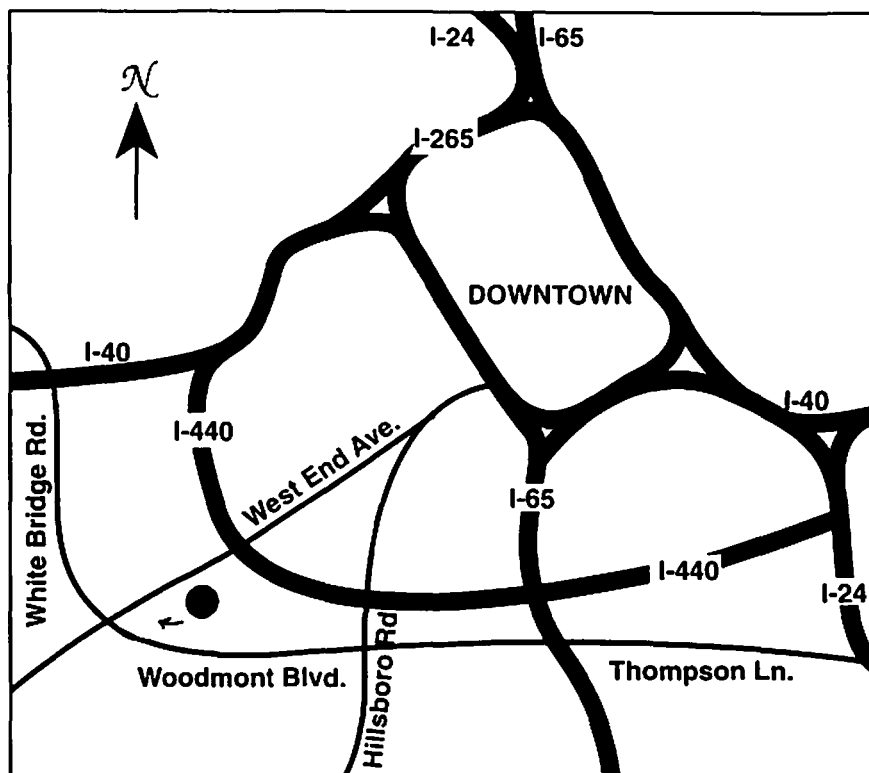 I-24
I-65
N
I-265
DOWNTOWN
I-40
I-40
I-440
West End Ave.
White Bridge Rd.
I-65
I-440
I-24
Hillsboro Rd
Woodmont Blvd.
Thompson Ln.